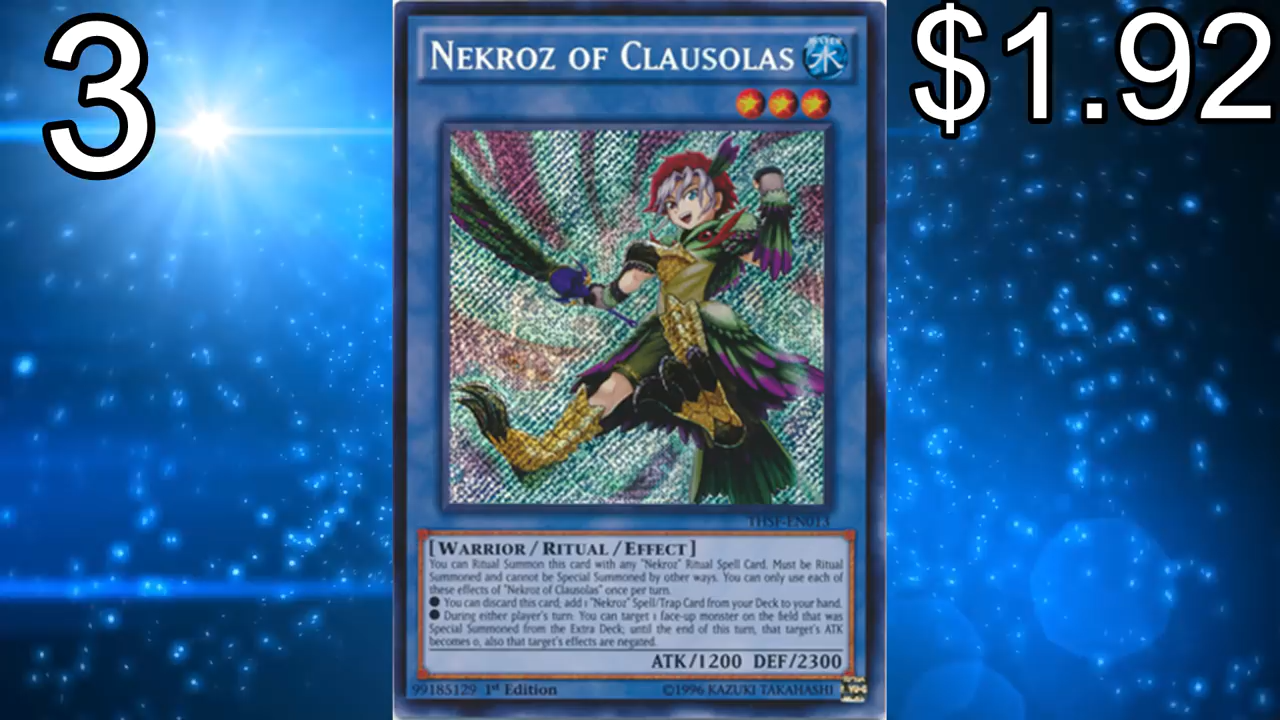 3
$1.92
NEKROZ OF CLAUSOLAS
WATER
水
THSF-EN013
[WARRIOR/RITUAL/EFFECT]
You can Ritual Summon this card with any "Nekroz" Ritual Spell Card. Must be Ritual
Summoned and cannot be Special Summoned by other ways. You can only use each of
these effects of "Nekroz of Clausolas" once per turn.
● You can discard this card; add 1 "Nekroz" Spell/Trap Card from your Deck to your hand.
● During either player's turn: You can target 1 face-up monster on the field that was
Special Summoned from the Extra Deck; until the end of this turn, that target's ATK
becomes 0, also that target's effects are negated.
ATK/1200 DEF/2300
99185129 1st Edition ©1996 KAZUKI TAKAHASHI